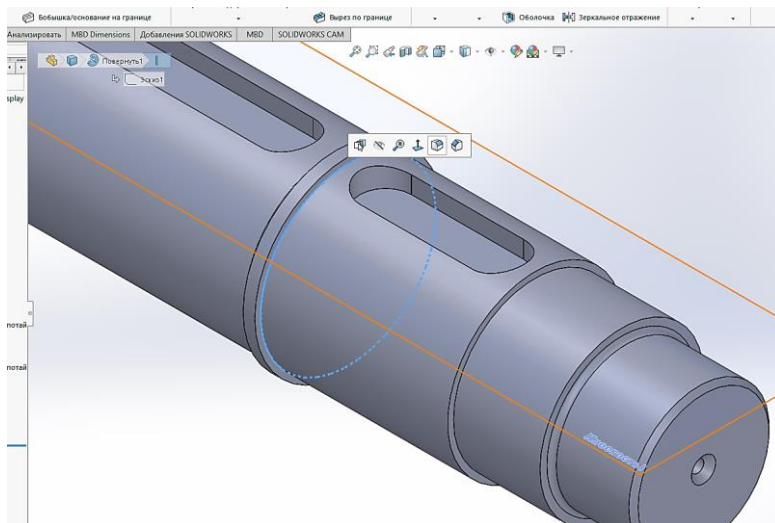 Бобышка/основание на границе
Вырез по границе
Оболочка
Зеркальное отражение
Анализировать
MBD Dimensions
Добавления SOLIDWORKS
MBD
SOLIDWORKS CAM
Повернуть1
Эскиз1
splay
потай
потай